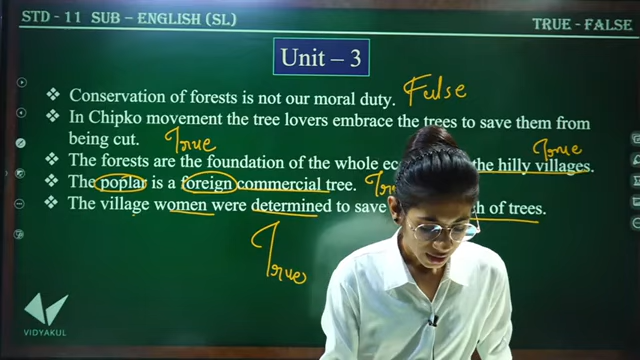 STD - 11 SUB – ENGLISH (SL) TRUE - FALSE
Unit – 3
❖ Conservation of forests is not our moral duty. False
❖ In Chipko movement the tree lovers embrace the trees to save them from
being cut. True
❖ The forests are the foundation of the whole the hilly villages. True
❖ The poplar is a foreign commercial tree.
❖ The village women were determined to save of trees.
True
VIDYAKUL